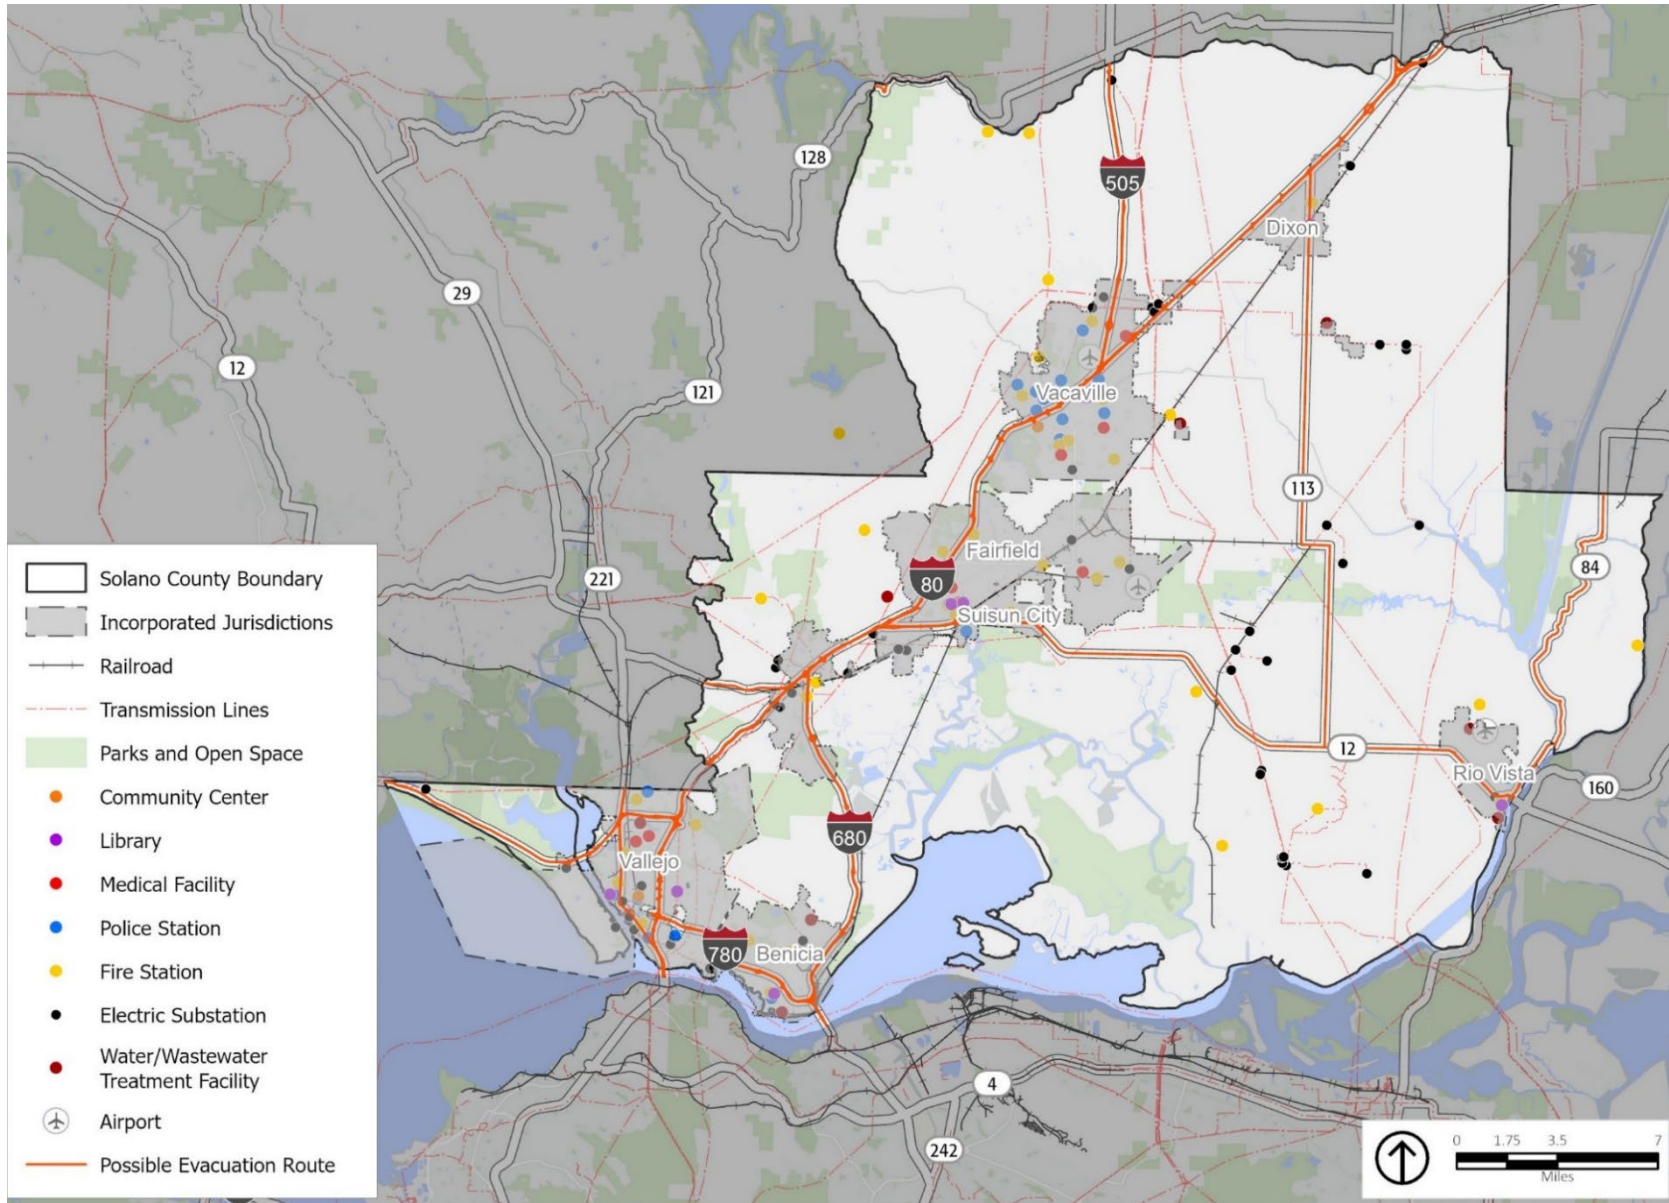 128
505
Dixon
29
12
121
Vacaville
113
Fairfield
80
84
221
Suisun City
12
Rio Vista
160
680
Vallejo
780
Benicia
4
242
Solano County Boundary
Incorporated Jurisdictions
Railroad
Transmission Lines
Parks and Open Space
Community Center
Library
Medical Facility
Police Station
Fire Station
Electric Substation
Water/Wastewater
Treatment Facility
Airport
Possible Evacuation Route
0 1.75 3.5 7
Miles